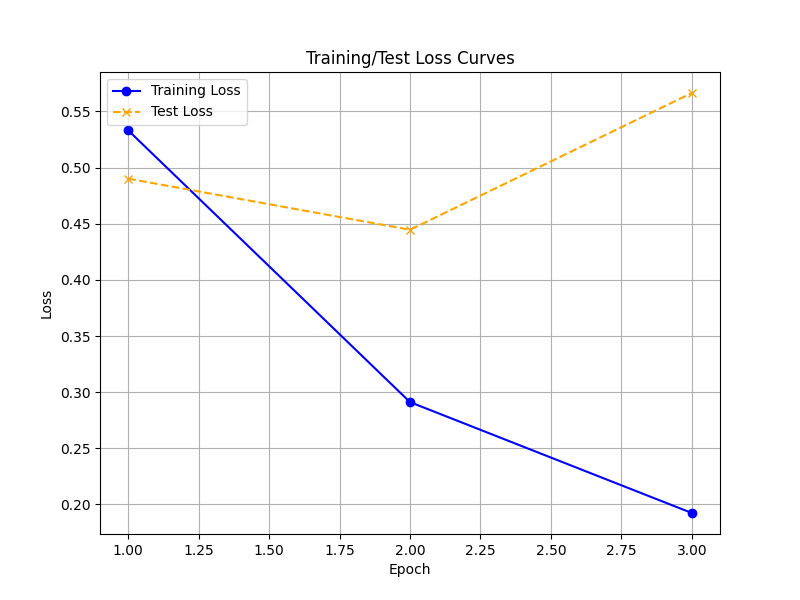 Training/Test Loss Curves
Training Loss
Test Loss
0.55
0.50
0.45
0.40
0.35
0.30
0.25
0.20
Loss
1.00 1.25 1.50 1.75 2.00 2.25 2.50 2.75 3.00
Epoch